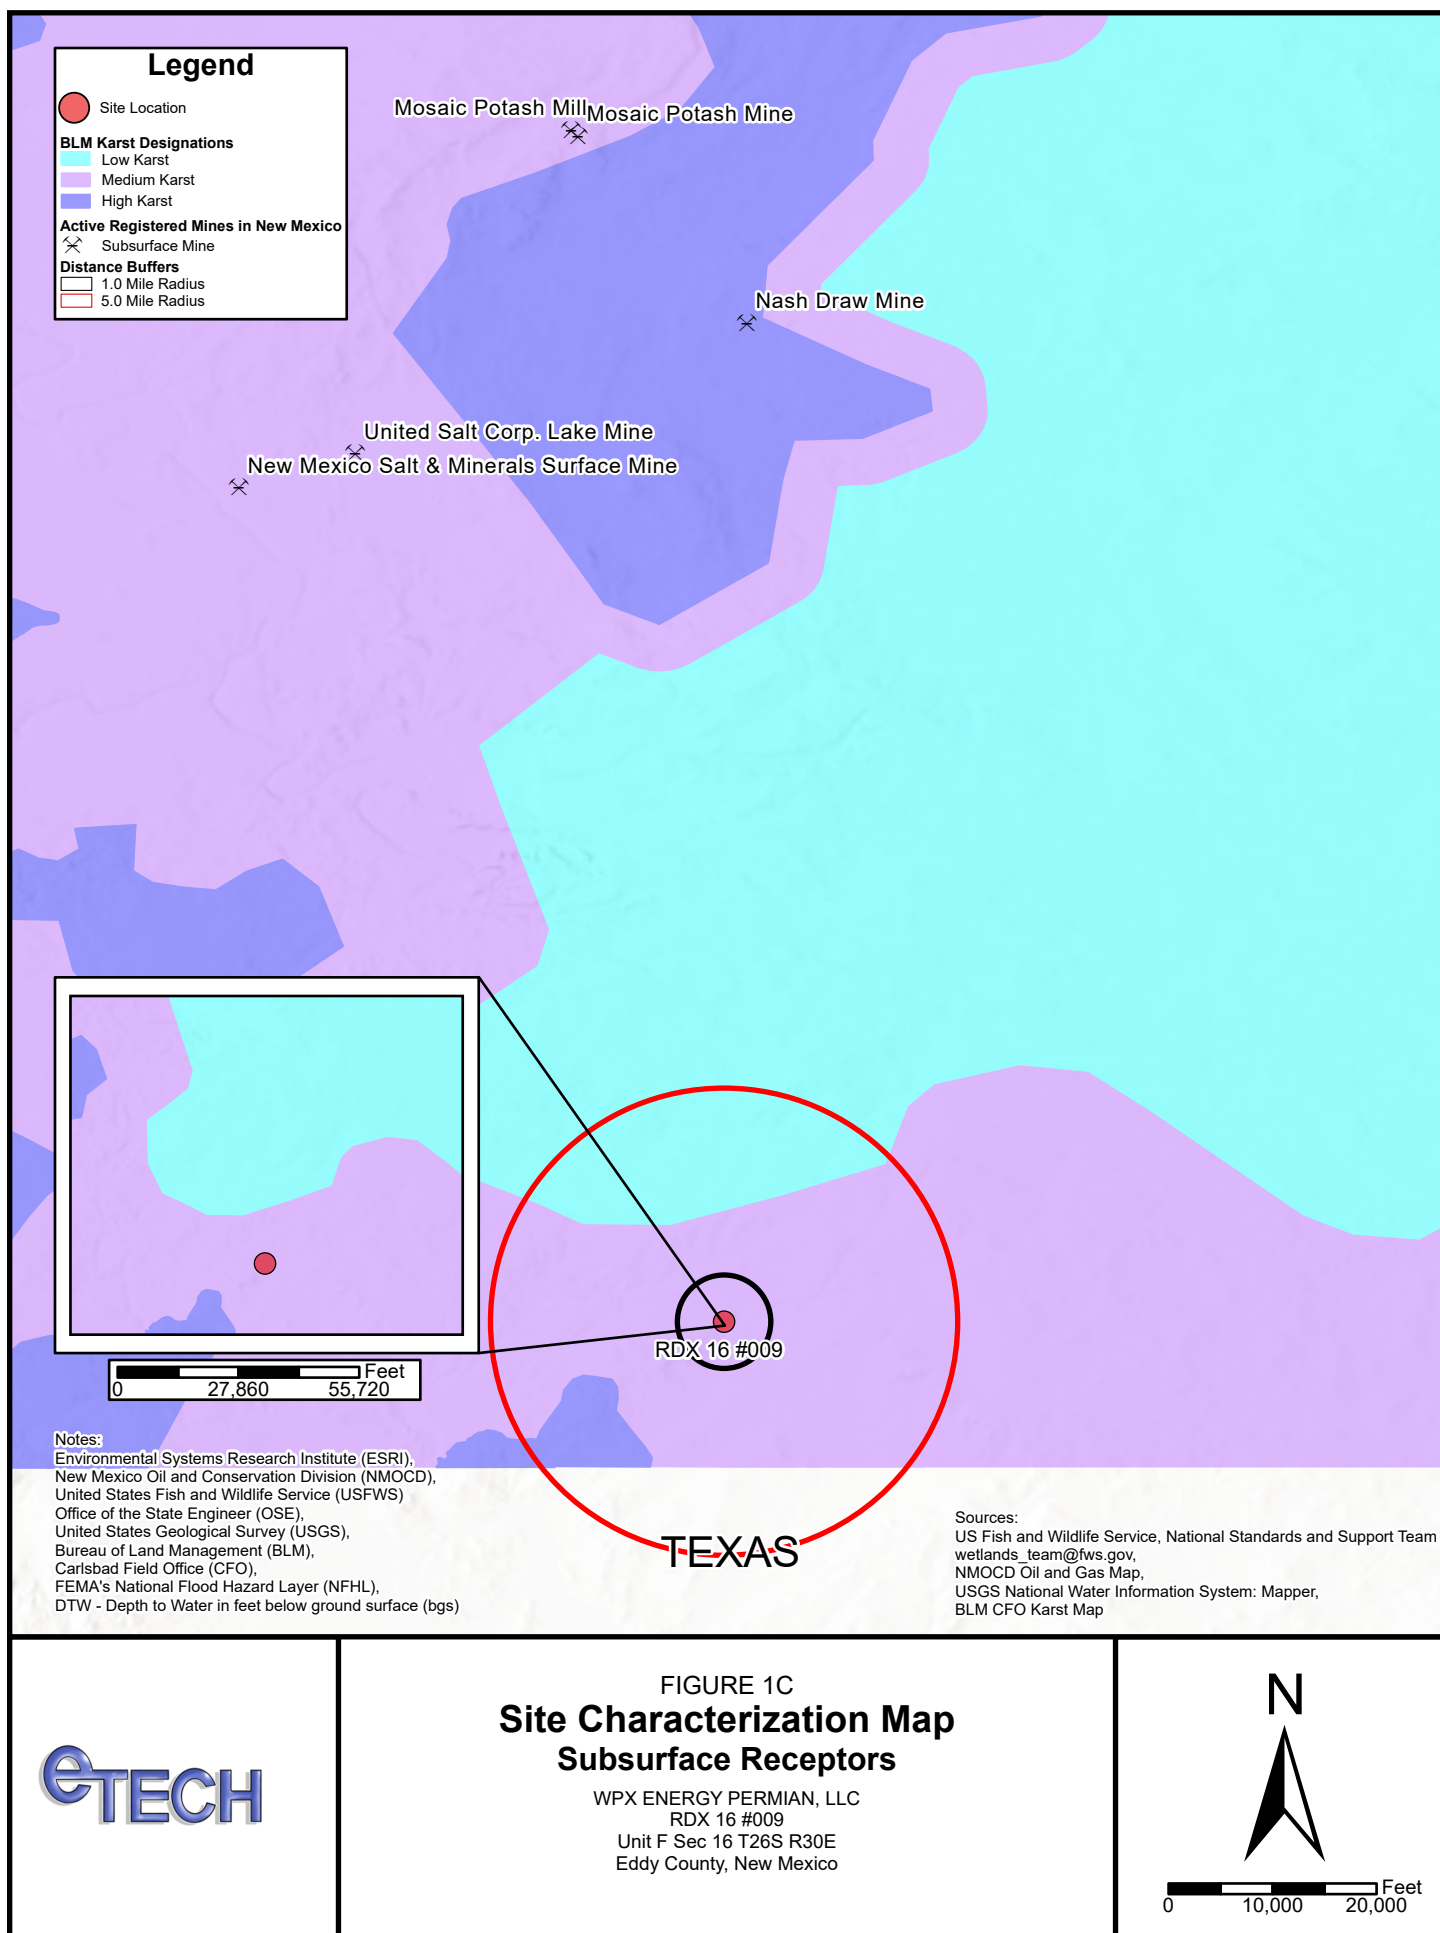 Legend
Site Location
BLM Karst Designations
Low Karst
Medium Karst
High Karst
Active Registered Mines in New Mexico
Subsurface Mine
Distance Buffers
1.0 Mile Radius
5.0 Mile Radius
Mosaic Potash Mill
Mosaic Potash Mine
Nash Draw Mine
United Salt Corp. Lake Mine
New Mexico Salt & Minerals Surface Mine
RDX 16 #009
Feet
0 27,860 55,720
TEXAS
Notes:
Environmental Systems Research Institute (ESRI),
New Mexico Oil and Conservation Division (NMOCD),
United States Fish and Wildlife Service (USFWS)
Office of the State Engineer (OSE),
United States Geological Survey (USGS),
Bureau of Land Management (BLM),
Carlsbad Field Office (CFO),
FEMA's National Flood Hazard Layer (NFHL),
DTW - Depth to Water in feet below ground surface (bgs)
Sources:
US Fish and Wildlife Service, National Standards and Support Team
wetlands_team@fws.gov,
NMOCD Oil and Gas Map,
USGS National Water Information System: Mapper,
BLM CFO Karst Map
eTECH
FIGURE 1C
Site Characterization Map
Subsurface Receptors
WPX ENERGY PERMIAN, LLC
RDX 16 #009
Unit F Sec 16 T26S R30E
Eddy County, New Mexico
N
Feet
0 10,000 20,000